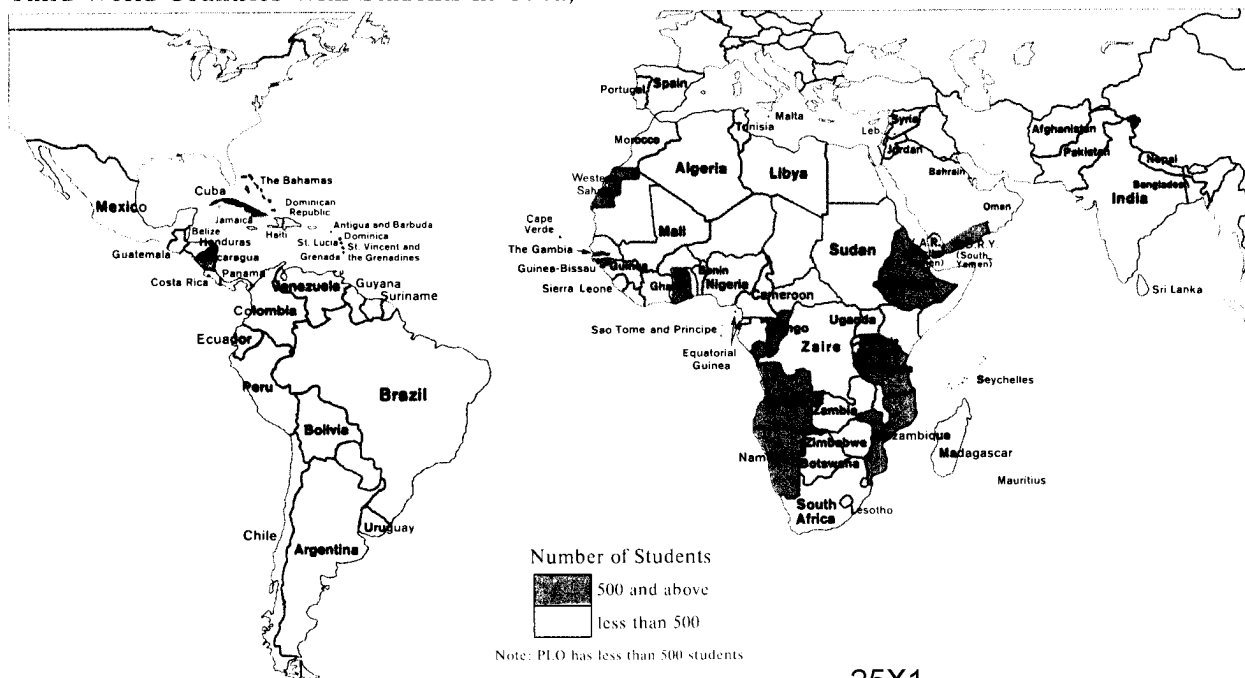 Spain
Portugal
Malta
Tunisia
Morocco
Leb.
Syria
Jordan
Afghanistan
Pakistan
Nepal
Bahrain
Bangladesh
India
Algeria
Libya
Oman
The Bahamas
Cuba
Mexico
Dominican
Republic
Jamaica
Belize
Haiti
Antigua and Barbuda
Honduras
Dominica
St. Lucia
St. Vincent and
the Grenadines
Grenada
Guatemala
Nicaragua
Costa Rica
Panama
Venezuela
Guyana
Suriname
Colombia
Ecuador
Peru
Brazil
Bolivia
Chile
Uruguay
Argentina
Cape
Verde
Mali
Sudan
The Gambia
Guinea-Bissau
Guinea
Sierra Leone
Benin
Nigeria
Cameroon
(South
Yemen)
Sri Lanka
Sao Tome and Principe
Equatorial
Guinea
Uganda
Zaire
Seychelles
Zambia
Zimbabwe
Botswana
Madagascar
Mauritius
South
Africa
Lesotho
Number of Students
500 and above
less than 500
Note: PLO has less than 500 students